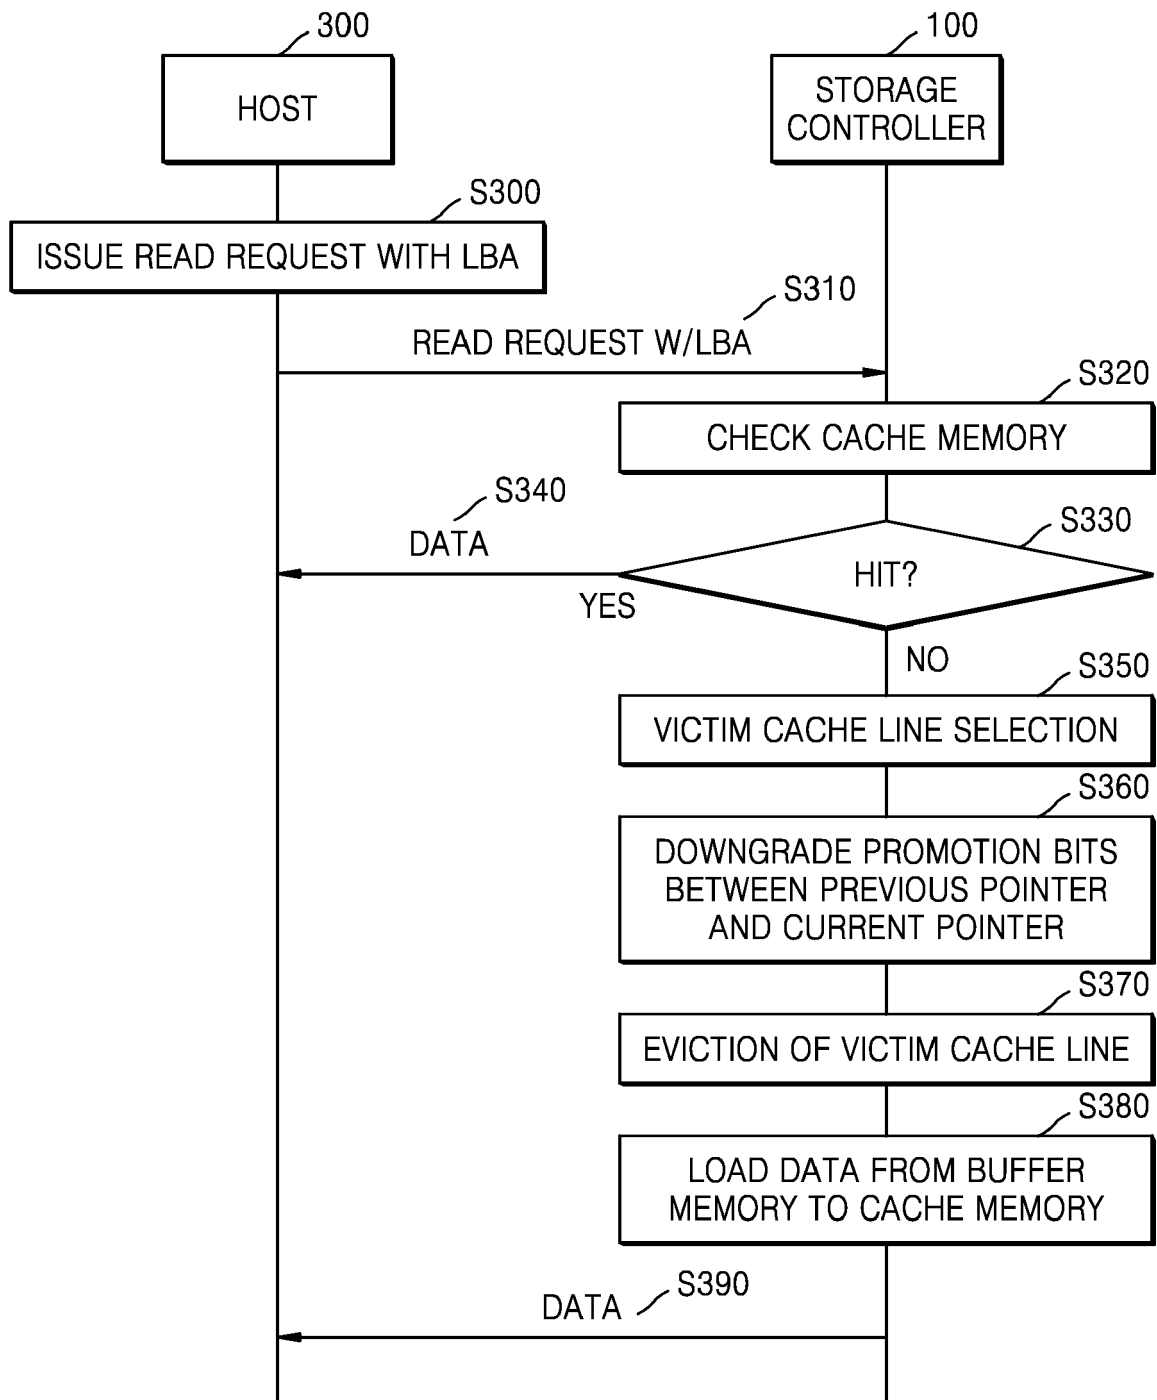 300
HOST
100
STORAGE
CONTROLLER
S300
ISSUE READ REQUEST WITH LBA
S310
READ REQUEST W/LBA
S320
CHECK CACHE MEMORY
S340
DATA
S330
HIT?
YES
NO
S350
VICTIM CACHE LINE SELECTION
S360
DOWNGRADE PROMOTION BITS
BETWEEN PREVIOUS POINTER
AND CURRENT POINTER
S370
EVICTION OF VICTIM CACHE LINE
S380
LOAD DATA FROM BUFFER
MEMORY TO CACHE MEMORY
S390
DATA